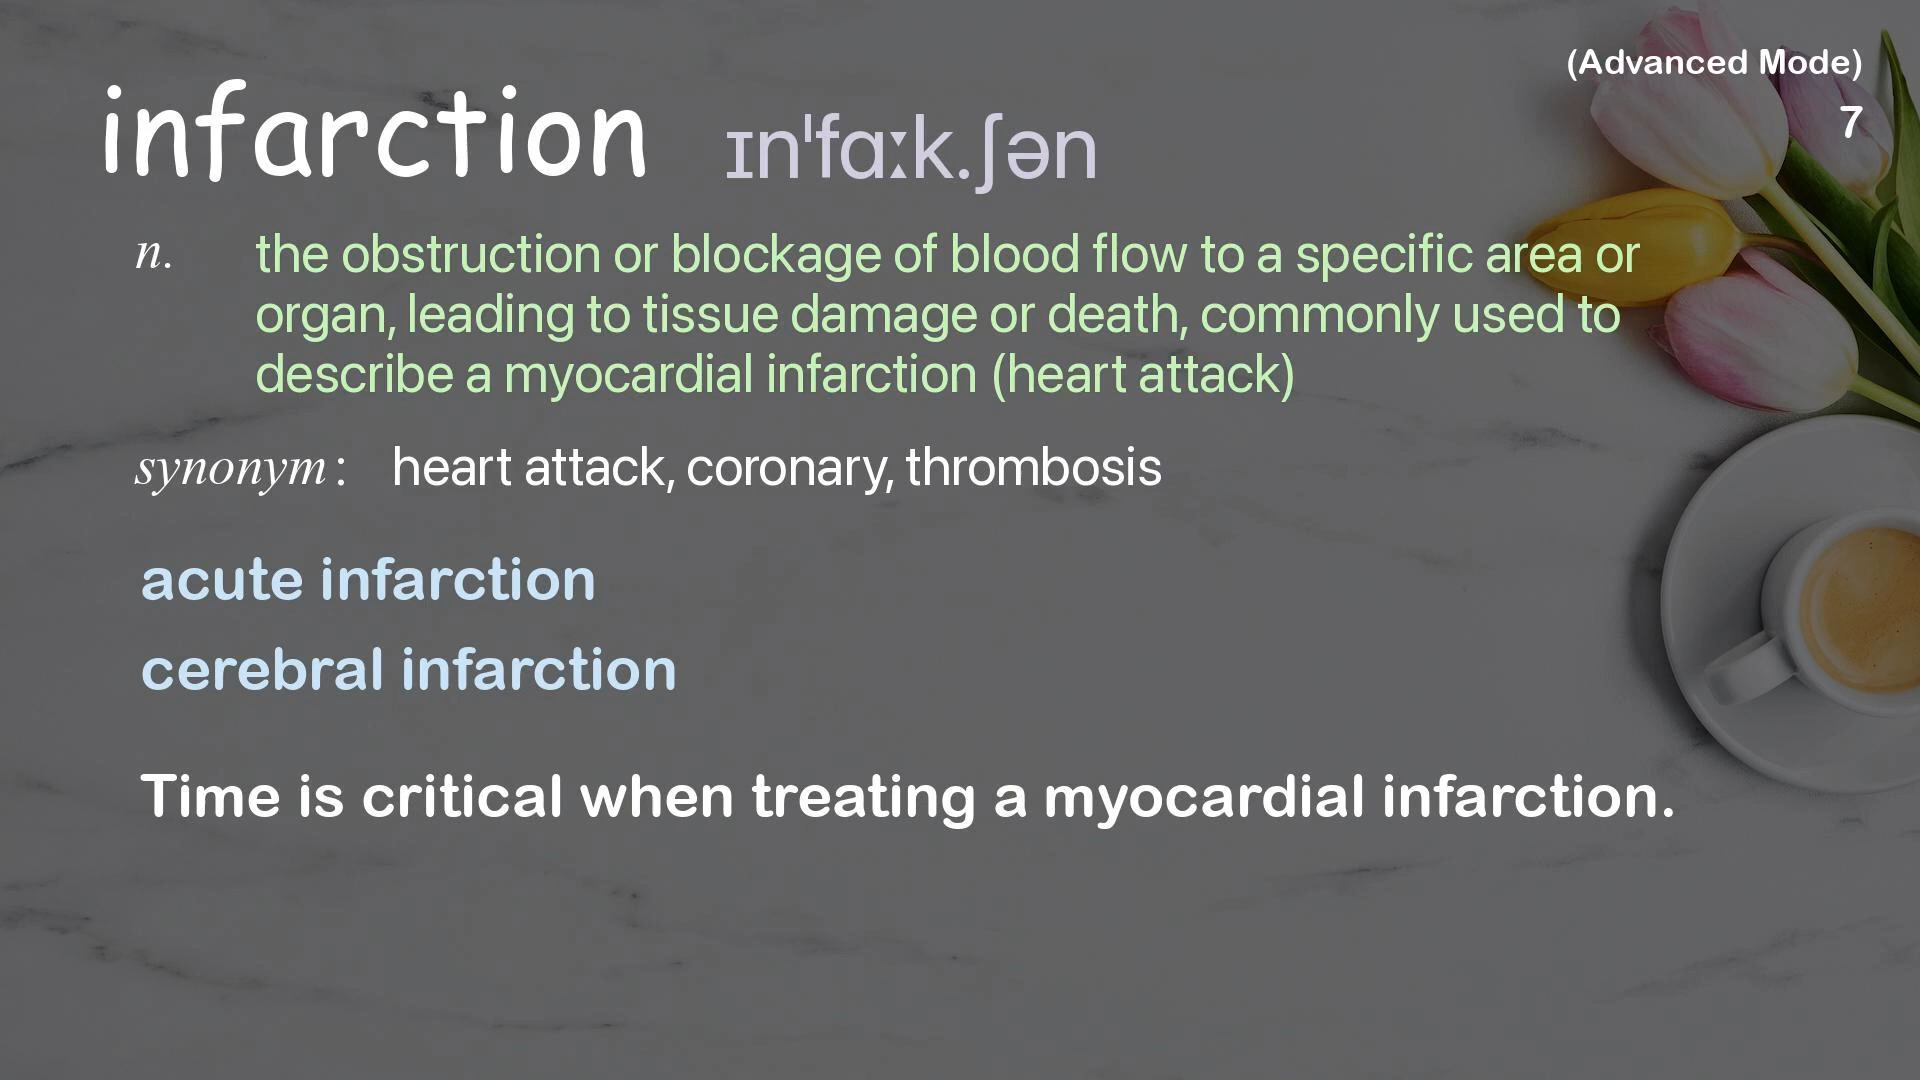 (Advanced Mode)
7
infarction ɪnˈfɑːk.ʃən
n. the obstruction or blockage of blood flow to a specific area or
organ, leading to tissue damage or death, commonly used to
describe a myocardial infarction (heart attack)
synonym: heart attack, coronary, thrombosis
acute infarction
cerebral infarction
Time is critical when treating a myocardial infarction.